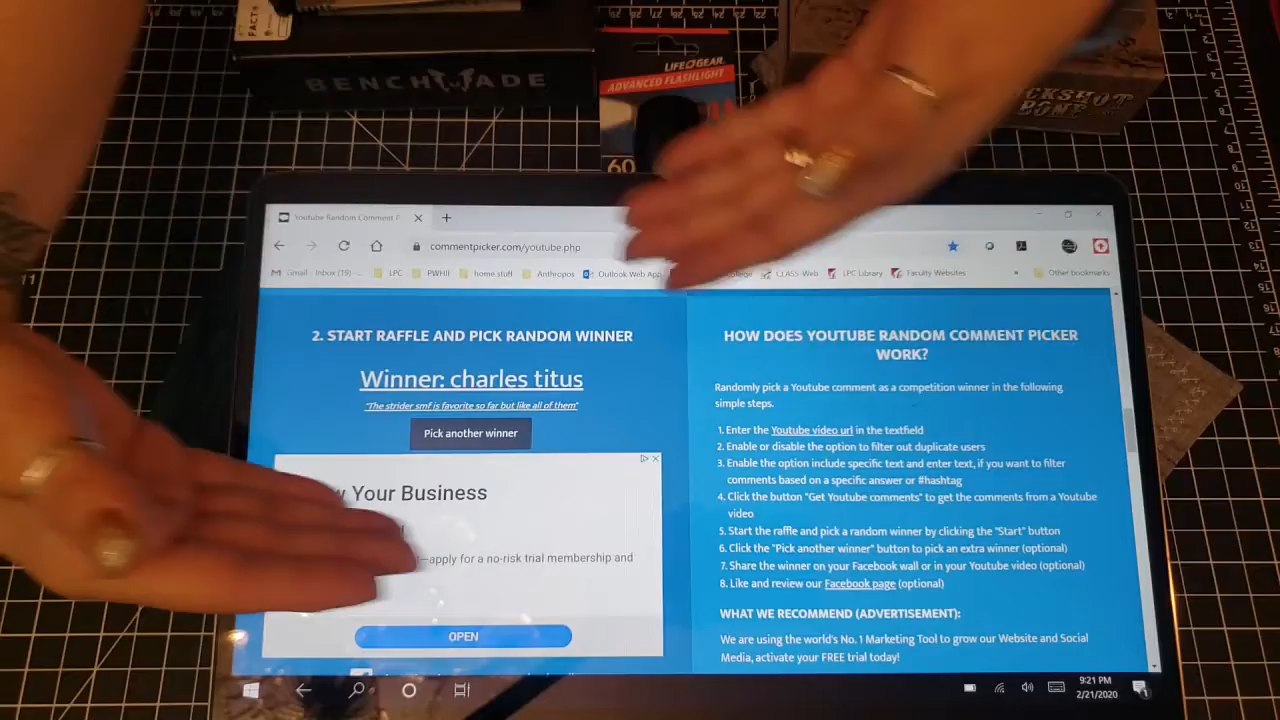 FACTS
BENCHMADE
LIFE GEAR
ADVANCED FLASHLIGHT
60
BONE
11
Youtube Random Comment P
commentpicker.com/youtube.php
Gmail - Inbox (19) -... LPC PWHII home stuff Anthropos Outlook Web App CLASS-Web LPC Library Faculty Websites » Other bookmarks
2. START RAFFLE AND PICK RANDOM WINNER
Winner: charles titus
"The strider smf is favorite so far but like all of them"
Pick another winner
Your Business
—apply for a no-risk trial membership and
OPEN
HOW DOES YOUTUBE RANDOM COMMENT PICKER
WORK?
Randomly pick a Youtube comment as a competition winner in the following
simple steps.
1. Enter the Youtube video url in the textfield
2. Enable or disable the option to filter out duplicate users
3. Enable the option include specific text and enter text, if you want to filter
comments based on a specific answer or #hashtag
4. Click the button "Get Youtube comments" to get the comments from a Youtube
video
5. Start the raffle and pick a random winner by clicking the "Start" button
6. Click the "Pick another winner" button to pick an extra winner (optional)
7. Share the winner on your Facebook wall or in your Youtube video (optional)
8. Like and review our Facebook page (optional)
WHAT WE RECOMMEND (ADVERTISEMENT):
We are using the world's No. 1 Marketing Tool to grow our Website and Social
Media, activate your FREE trial today!
9:21 PM
2/21/2020